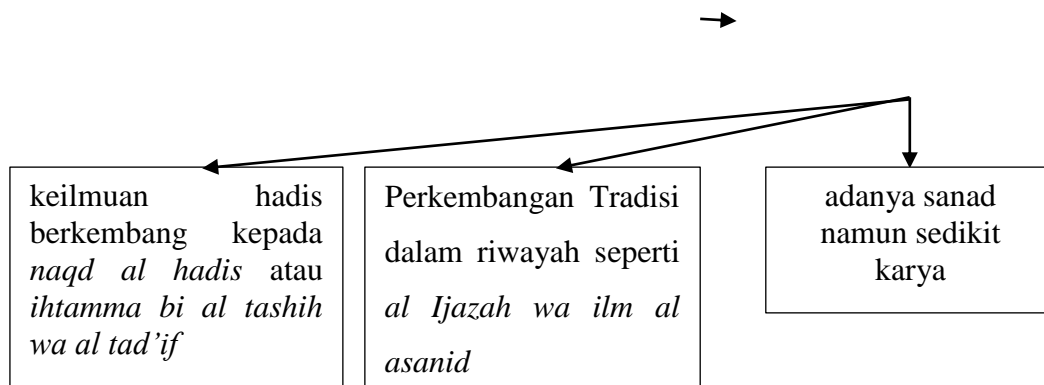 keilmuan hadis
berkembang kepada
naqd al hadis atau
ihtamma bi al tashih
wa al tad’if
Perkembangan Tradisi
dalam riwayah seperti
al Ijazah wa ilm al
asanid
adanya sanad
namun sedikit
karya